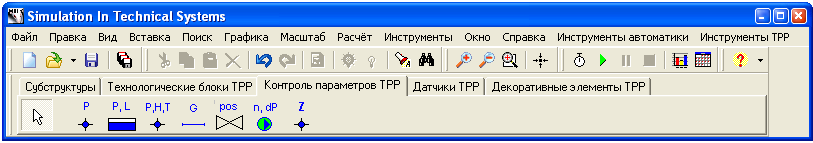 Simulation In Technical Systems
Файл Правка Вид Вставка Поиск Графика Масштаб Расчёт Инструменты Окно Справка Инструменты автоматики Инструменты ТРР
Субструктуры Технологические блоки ТРР Контроль параметров ТРР Датчики ТРР Декоративные элементы ТРР
P P, L P,H,T G pos n, dP Z